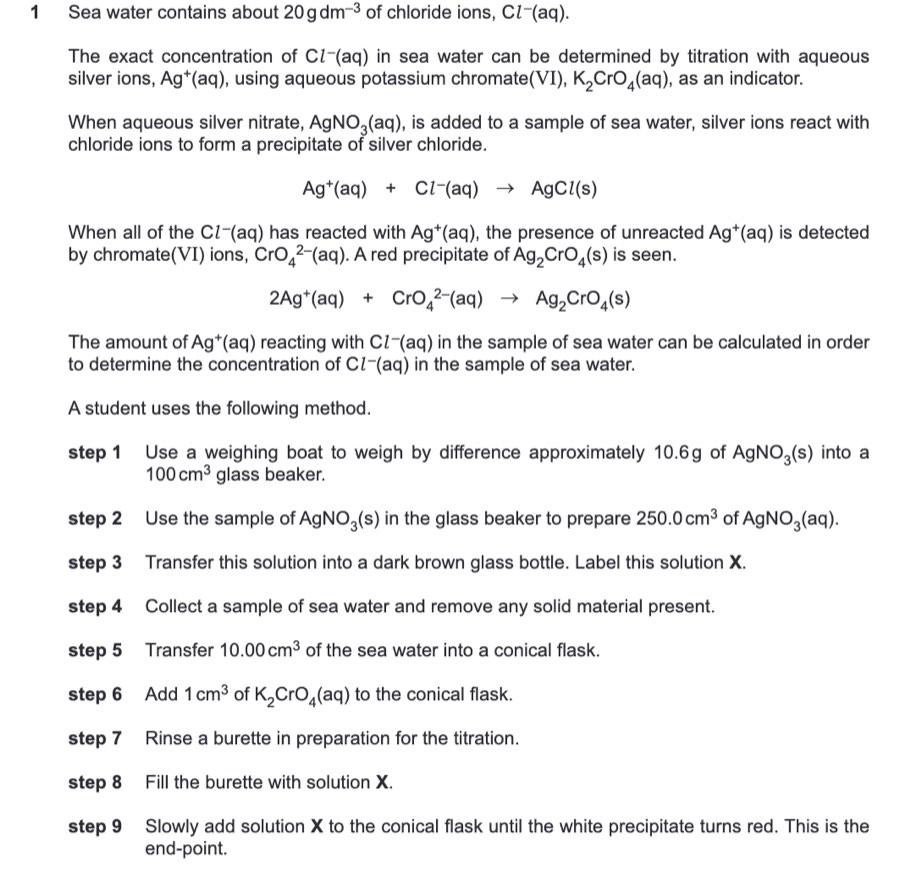 1 Sea water contains about 20 g dm⁻³ of chloride ions, Cl⁻(aq).
The exact concentration of Cl⁻(aq) in sea water can be determined by titration with aqueous
silver ions, Ag⁺(aq), using aqueous potassium chromate(VI), K₂CrO₄(aq), as an indicator.
When aqueous silver nitrate, AgNO₃(aq), is added to a sample of sea water, silver ions react with
chloride ions to form a precipitate of silver chloride.
Ag⁺(aq) + Cl⁻(aq) → AgCl(s)
When all of the Cl⁻(aq) has reacted with Ag⁺(aq), the presence of unreacted Ag⁺(aq) is detected
by chromate(VI) ions, CrO₄²⁻(aq). A red precipitate of Ag₂CrO₄(s) is seen.
2Ag⁺(aq) + CrO₄²⁻(aq) → Ag₂CrO₄(s)
The amount of Ag⁺(aq) reacting with Cl⁻(aq) in the sample of sea water can be calculated in order
to determine the concentration of Cl⁻(aq) in the sample of sea water.
A student uses the following method.
step 1 Use a weighing boat to weigh by difference approximately 10.6 g of AgNO₃(s) into a
100 cm³ glass beaker.
step 2 Use the sample of AgNO₃(s) in the glass beaker to prepare 250.0 cm³ of AgNO₃(aq).
step 3 Transfer this solution into a dark brown glass bottle. Label this solution X.
step 4 Collect a sample of sea water and remove any solid material present.
step 5 Transfer 10.00 cm³ of the sea water into a conical flask.
step 6 Add 1 cm³ of K₂CrO₄(aq) to the conical flask.
step 7 Rinse a burette in preparation for the titration.
step 8 Fill the burette with solution X.
step 9 Slowly add solution X to the conical flask until the white precipitate turns red. This is the
end-point.